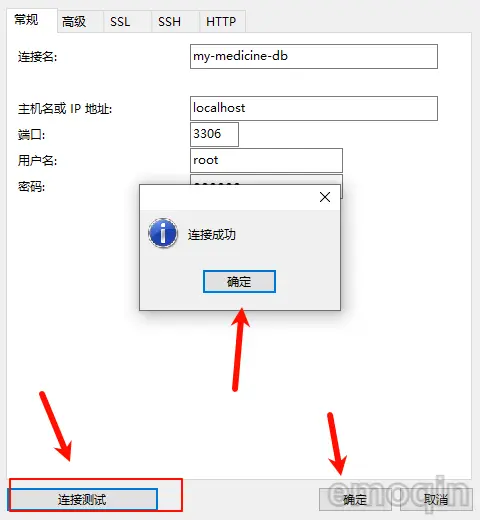 常规 高级 SSL SSH HTTP
连接名: my-medicine-db
主机名或 IP 地址: localhost
端口: 3306
用户名: root
密码:
连接成功
确定
连接测试 确定 取消
emoqin